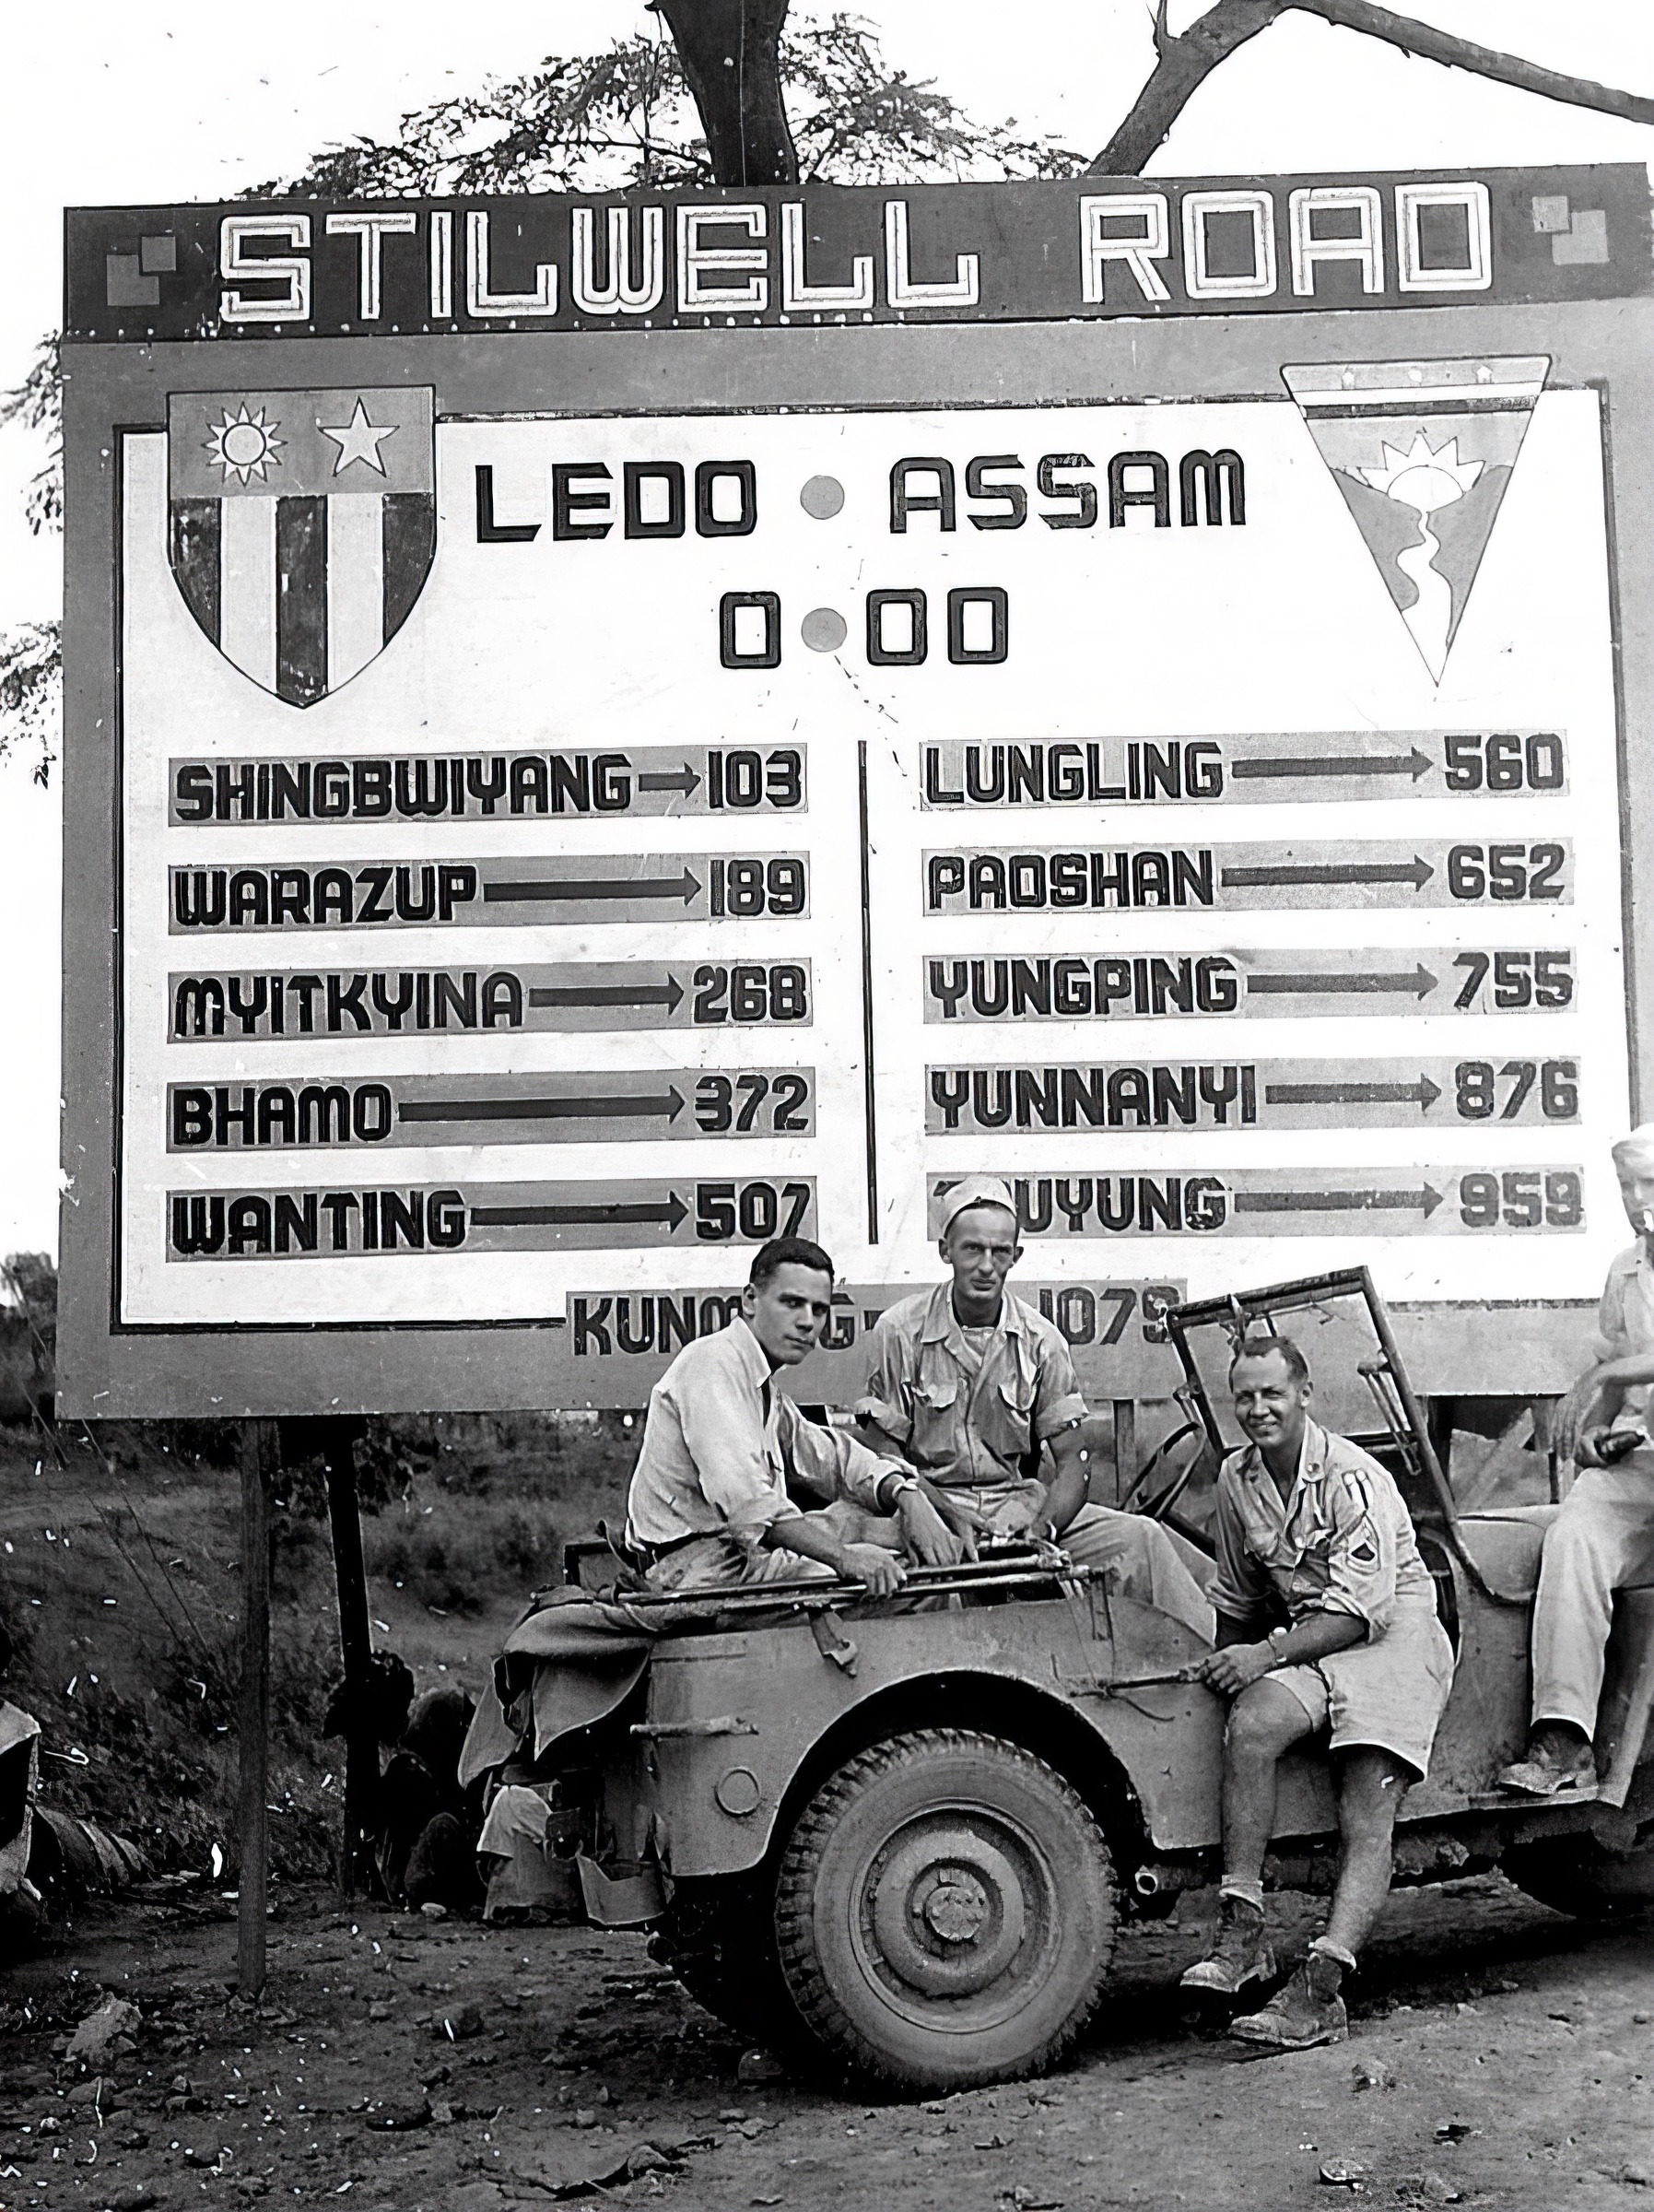 STILWELL ROAD
LEDO • ASSAM
0•00
SHINGBWIYANG→103
WARAZUP→189
MYITKYINA→268
BHAMO→372
WANTING→507
LUNGLING→560
PAOSHAN→652
YUNGPING→755
YUNNANYI→876
959
1079